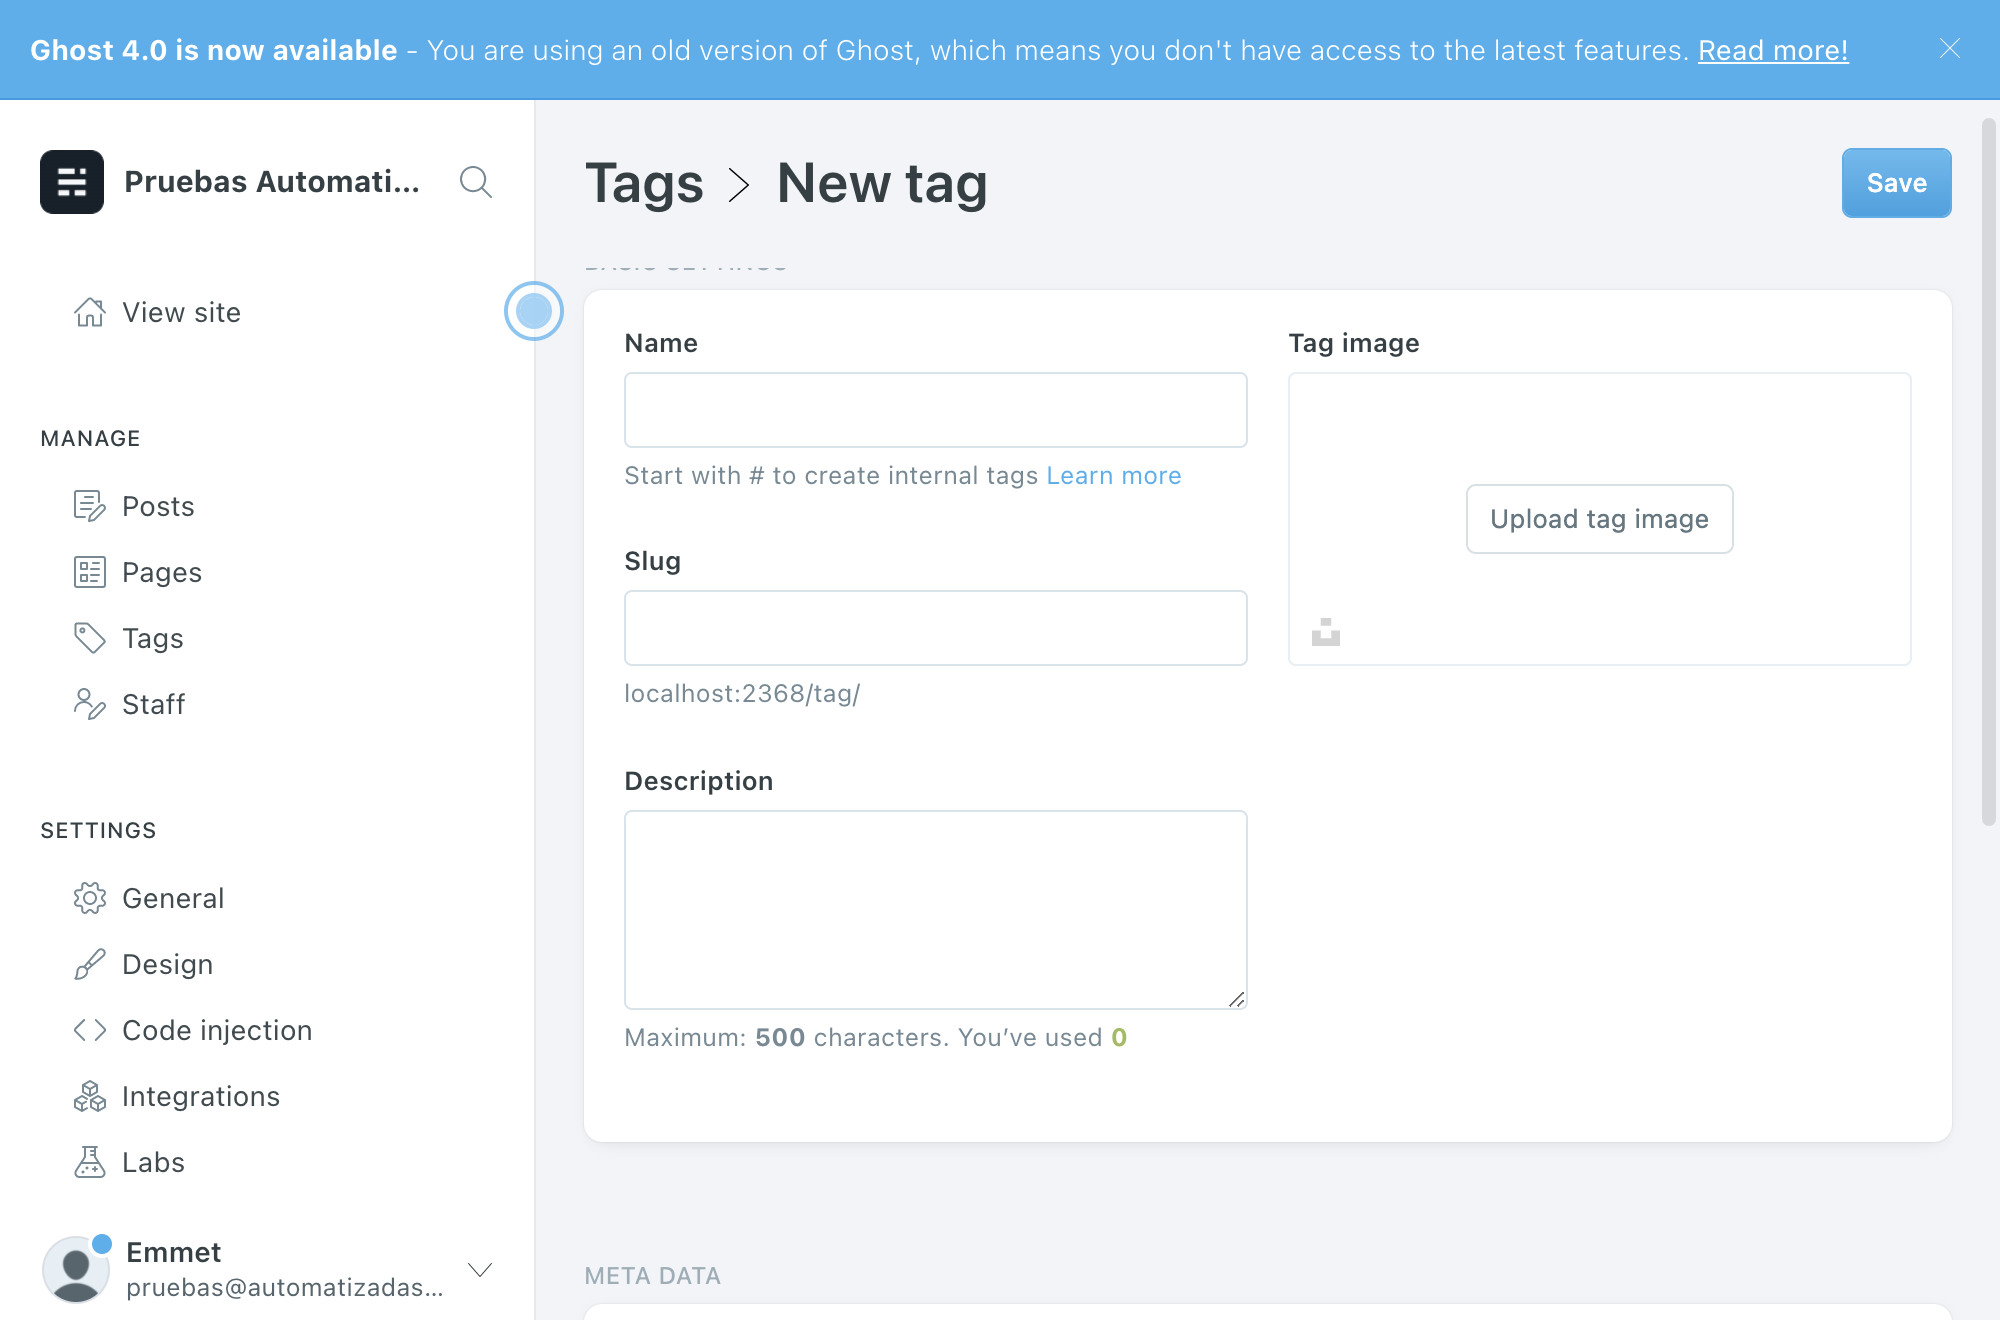 Ghost 4.0 is now available - You are using an old version of Ghost, which means you don't have access to the latest features. Read more!
Pruebas Automati...
View site
MANAGE
Posts
Pages
Tags
Staff
SETTINGS
General
Design
Code injection
Integrations
Labs
Emmet
pruebas@automatizadas...
Tags > New tag
Save
BASIC SETTINGS
Name
Start with # to create internal tags Learn more
Slug
localhost:2368/tag/
Description
Maximum: 500 characters. You’ve used 0
Tag image
Upload tag image
META DATA